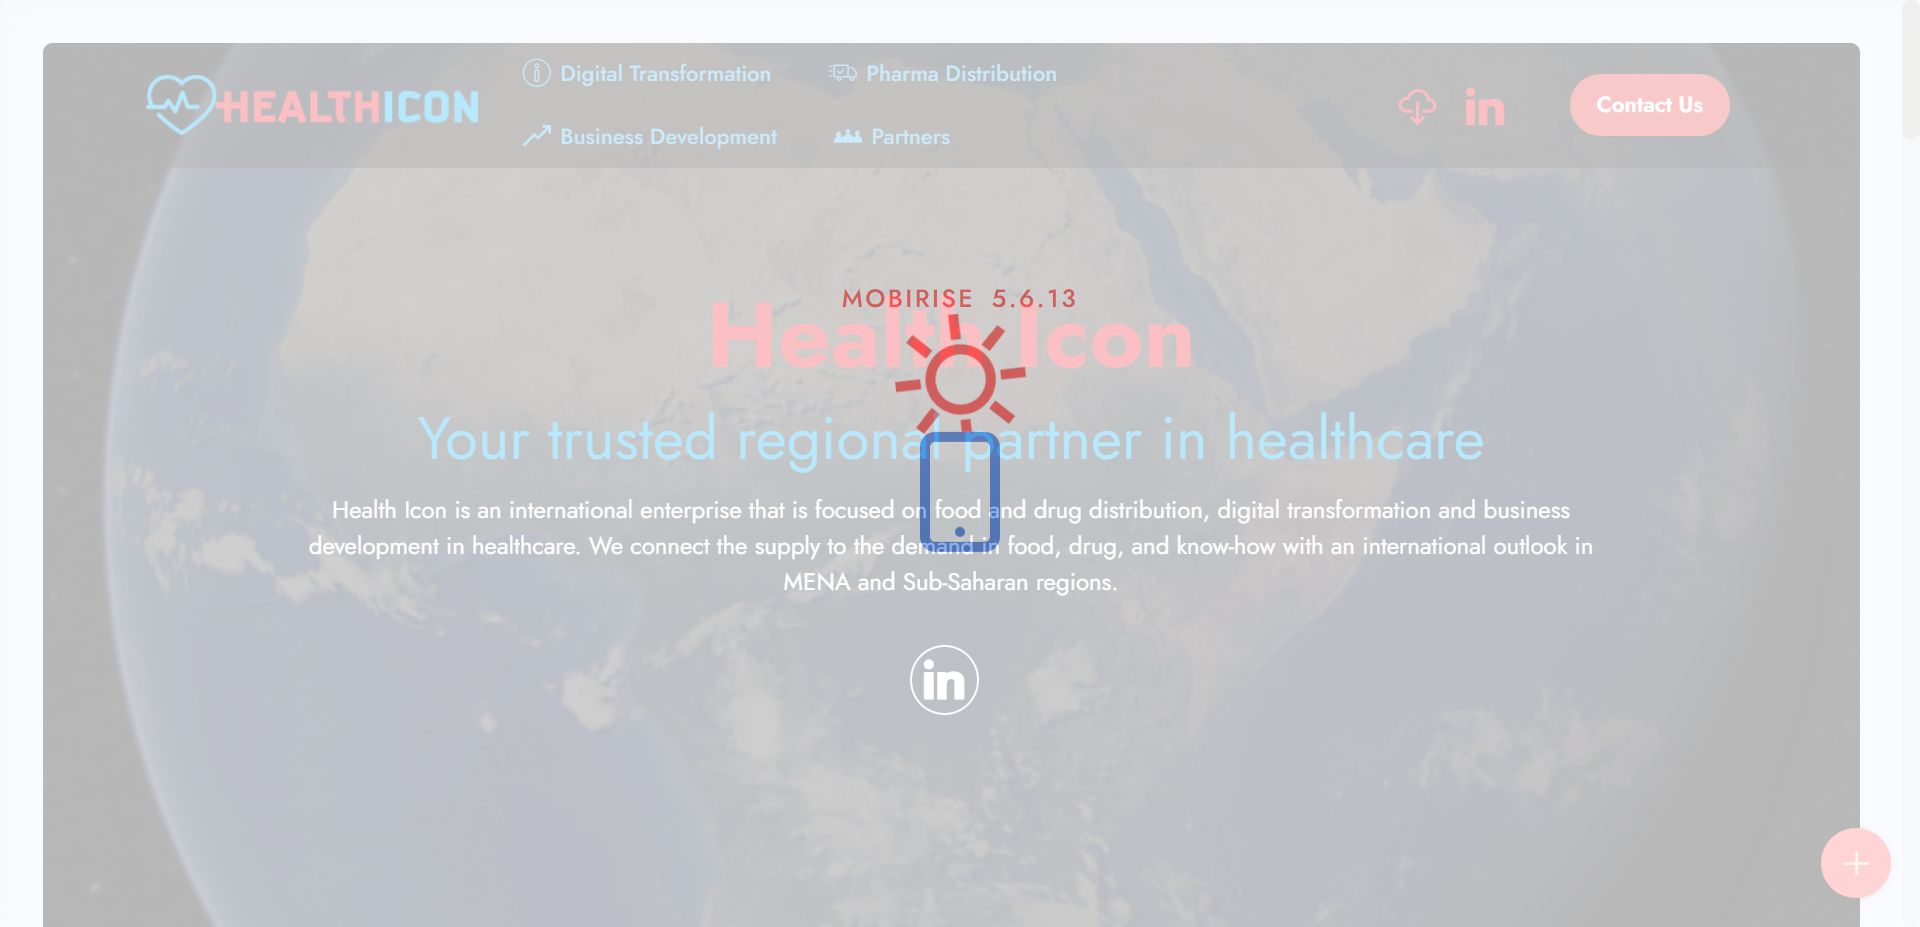 HEALTHICON
Digital Transformation
Pharma Distribution
Business Development
Partners
in
Contact Us
MOBIRISE 5.6.13
Health Icon
Your trusted regional partner in healthcare
Health Icon is an international enterprise that is focused on food and drug distribution, digital transformation and business
development in healthcare. We connect the supply to the demand in food, drug, and know-how with an international outlook in
MENA and Sub-Saharan regions.
in